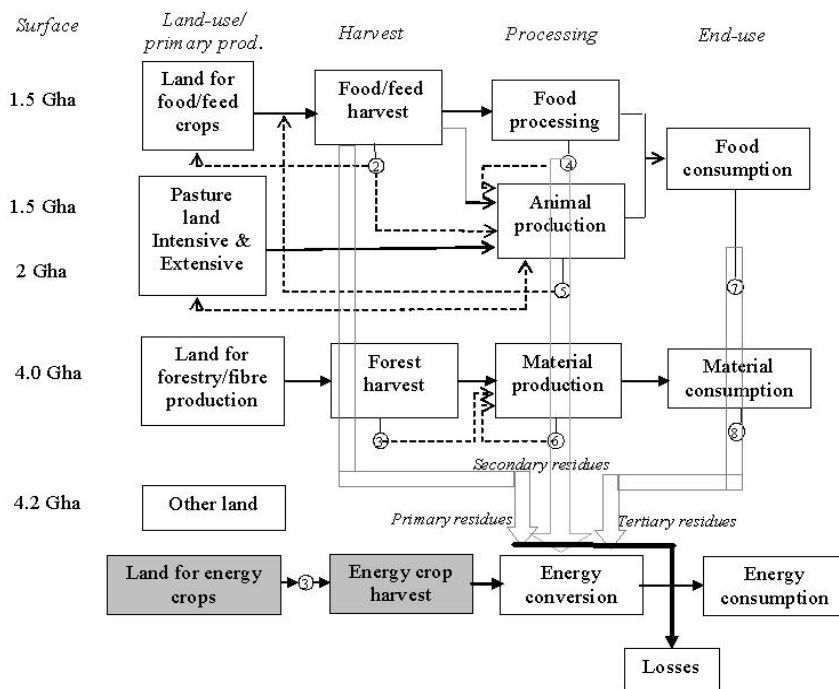 Surface
Land-use/
primary prod.
Harvest
Processing
End-use
1.5 Gha
Land for
food/feed
crops
Food/feed
harvest
Food
processing
Food
consumption
2
4
1.5 Gha
2 Gha
Pasture
land
Intensive &
Extensive
Animal
production
5
7
4.0 Gha
Land for
forestry/fibre
production
Forest
harvest
Material
production
Material
consumption
3
6
8
Secondary residues
4.2 Gha
Other land
Primary residues
Tertiary residues
Land for energy
crops
3
Energy crop
harvest
Energy
conversion
Energy
consumption
Losses